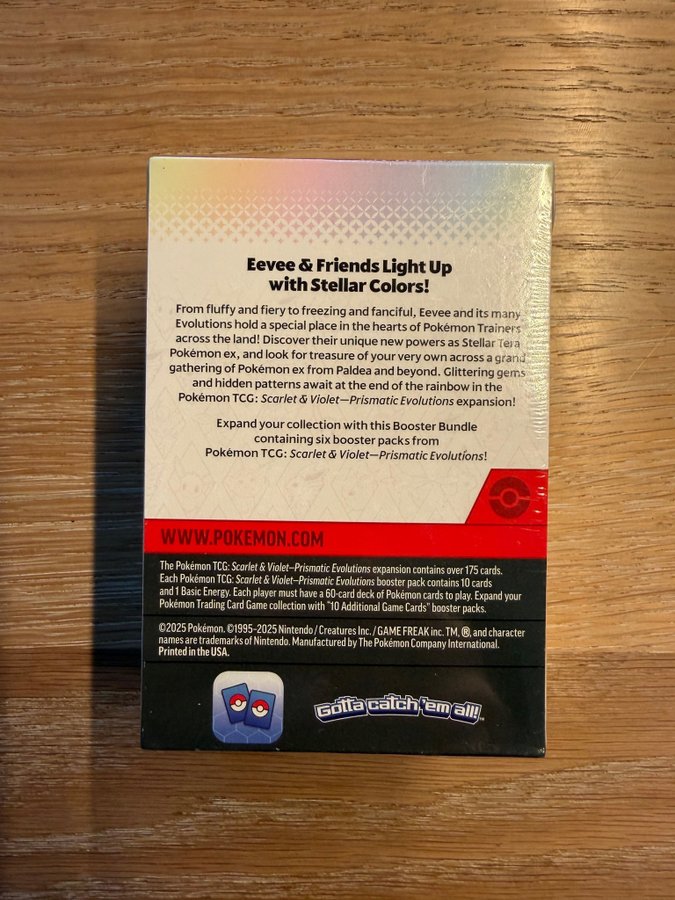 Eevee & Friends Light Up
with Stellar Colors!
From fluffy and fiery to freezing and fanciful, Eevee and its many
Evolutions hold a special place in the hearts of Pokémon Trainers
across the land! Discover their unique new powers as Stellar Tera
Pokémon ex, and look for treasure of your very own across a grand
gathering of Pokémon ex from Paldea and beyond. Glittering gems
and hidden patterns await at the end of the rainbow in the
Pokémon TCG: Scarlet & Violet—Prismatic Evolutions expansion!
Expand your collection with this Booster Bundle
containing six booster packs from
Pokémon TCG: Scarlet & Violet—Prismatic Evolutions!
WWW.POKEMON.COM
The Pokémon TCG: Scarlet & Violet—Prismatic Evolutions expansion contains over 175 cards.
Each Pokémon TCG: Scarlet & Violet—Prismatic Evolutions booster pack contains 10 cards
and 1 Basic Energy. Each player must have a 60-card deck of Pokémon cards to play. Expand your
Pokémon Trading Card Game collection with "10 Additional Game Cards" booster packs.
©2025 Pokémon. ©1995-2025 Nintendo / Creatures Inc. / GAME FREAK inc. TM, ®, and character
names are trademarks of Nintendo. Manufactured by The Pokémon Company International.
Printed in the USA.
Gotta catch 'em all!™